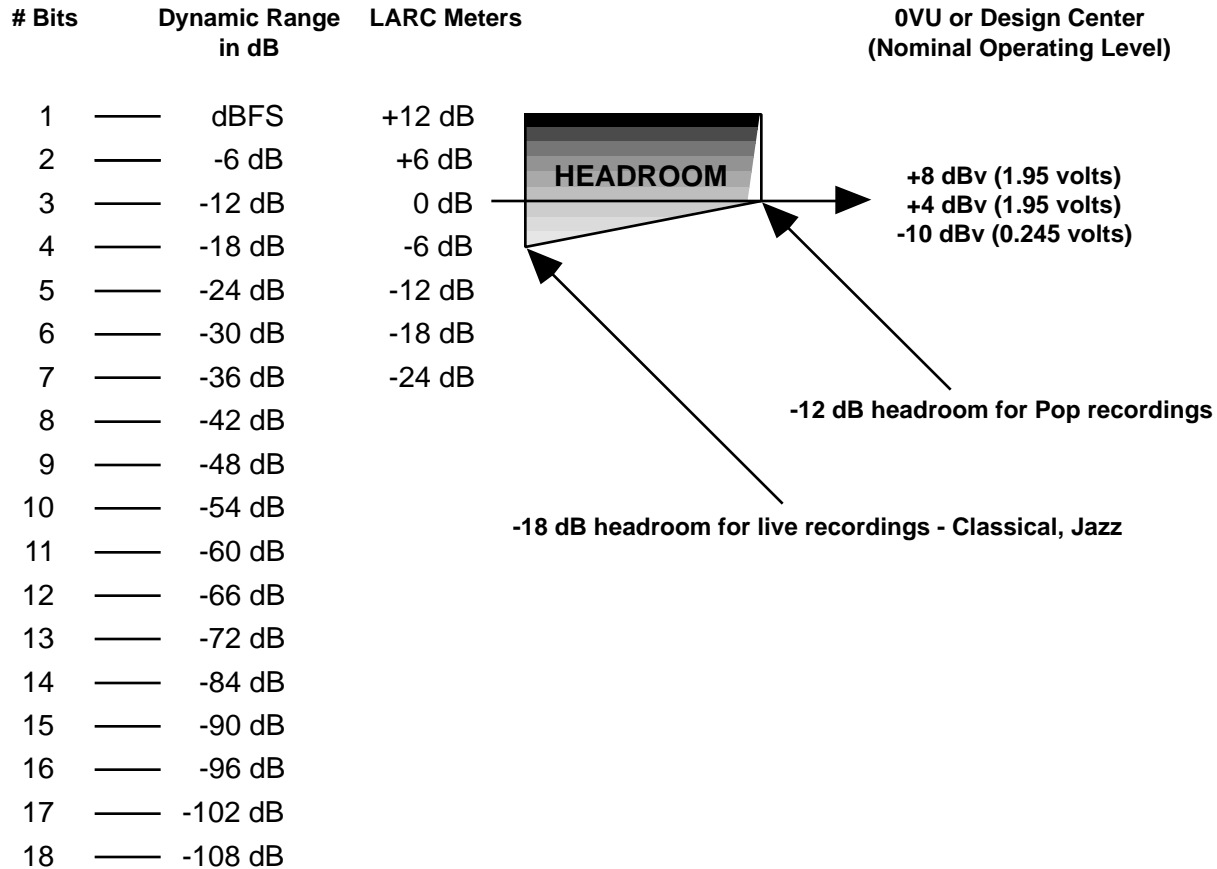 # Bits Dynamic Range LARC Meters 0VU or Design Center
in dB (Nominal Operating Level)
1 dBFS +12 dB
2 -6 dB +6 dB HEADROOM +8 dBv (1.95 volts)
3 -12 dB 0 dB +4 dBv (1.95 volts)
4 -18 dB -6 dB -10 dBv (0.245 volts)
5 -24 dB -12 dB
6 -30 dB -18 dB
7 -36 dB -24 dB
8 -42 dB -12 dB headroom for Pop recordings
9 -48 dB
10 -54 dB
-18 dB headroom for live recordings - Classical, Jazz
11 -60 dB
12 -66 dB
13 -72 dB
14 -84 dB
15 -90 dB
16 -96 dB
17 -102 dB
18 -108 dB